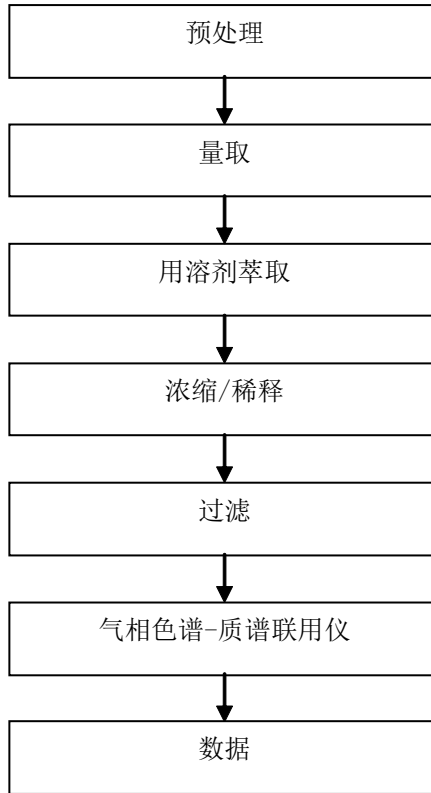 预处理
量取
用溶剂萃取
浓缩/稀释
过滤
气相色谱-质谱联用仪
数据